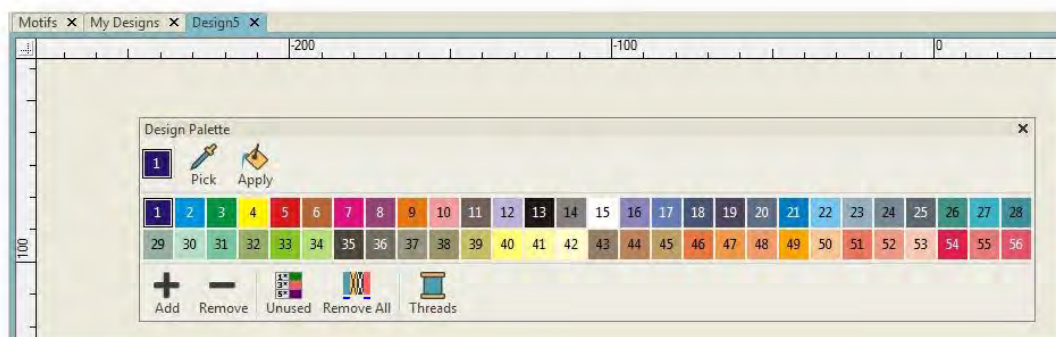 Motifs My Designs Design5
-200 -100 0
Design Palette
1
Pick Apply
1 2 3 4 5 6 7 8 9 10 11 12 13 14 15 16 17 18 19 20 21 22 23 24 25 26 27 28
29 30 31 32 33 34 35 36 37 38 39 40 41 42 43 44 45 46 47 48 49 50 51 52 53 54 55 56
100
1× 3× 5×
Add Remove Unused Remove All Threads